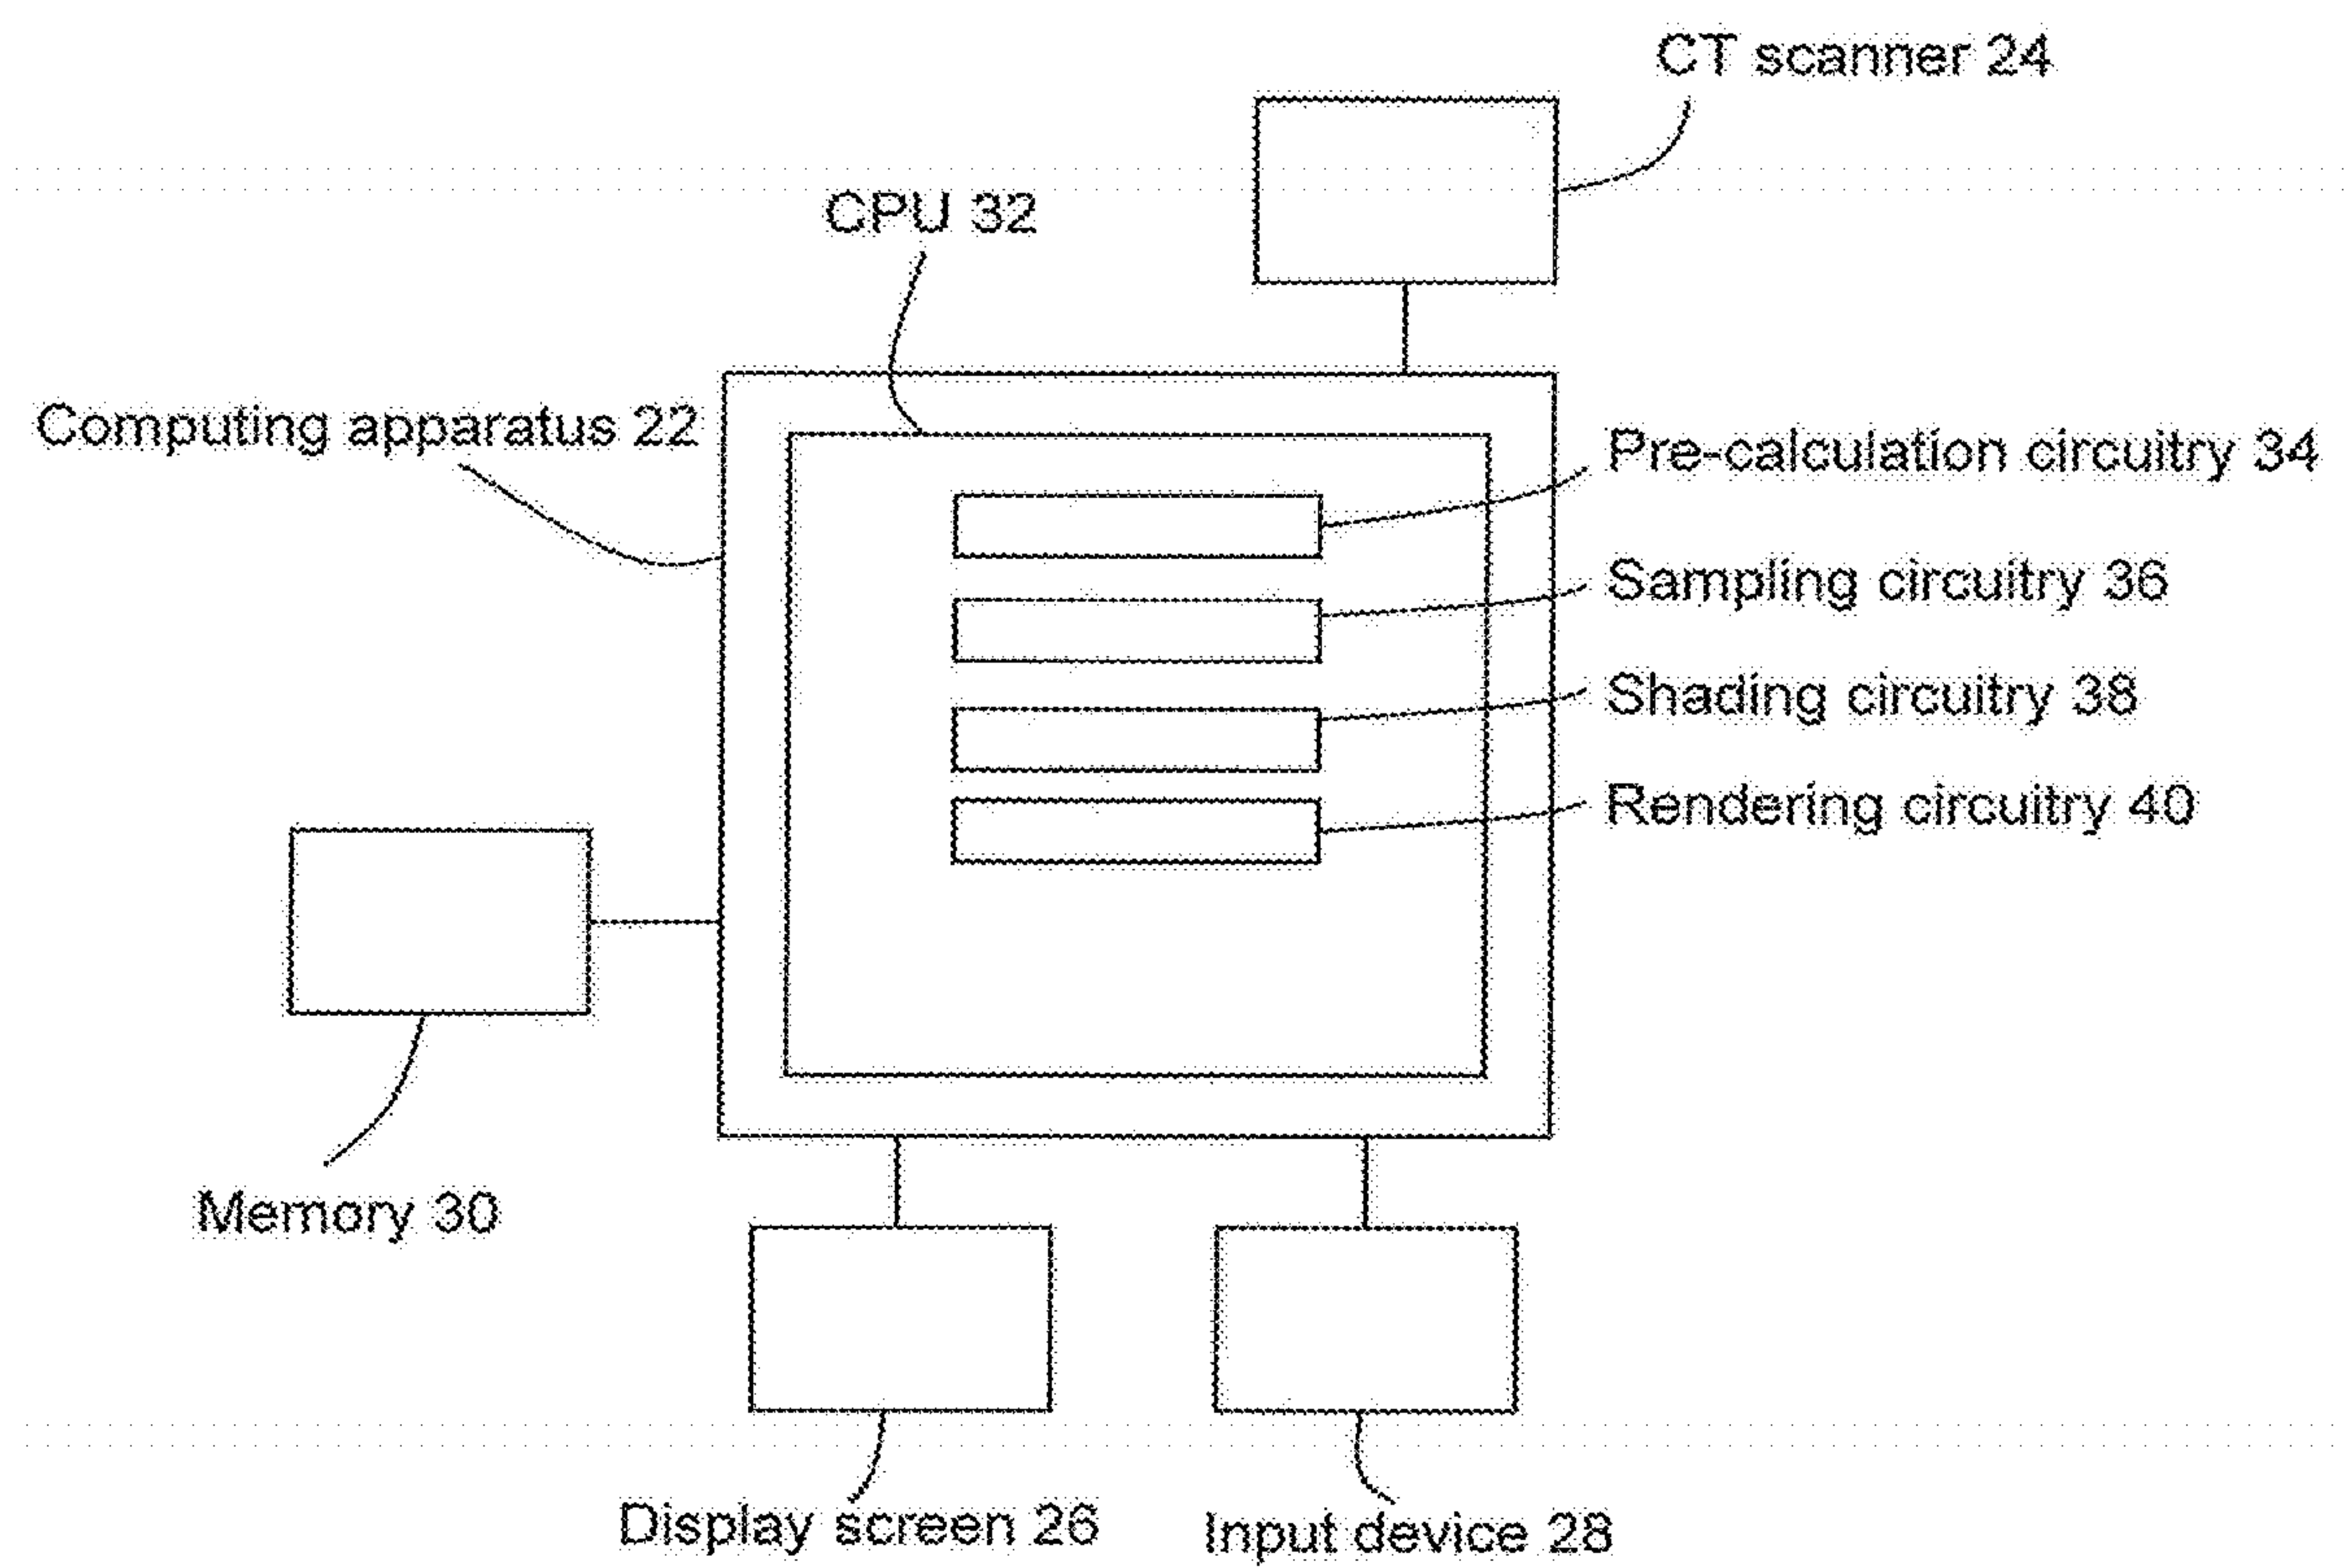 CT scanner 24
CPU 32
Computing apparatus 22
Pre-calculation circuitry 34
Sampling circuitry 36
Shading circuitry 38
Rendering circuitry 40
Memory 30
Display screen 26
Input device 28